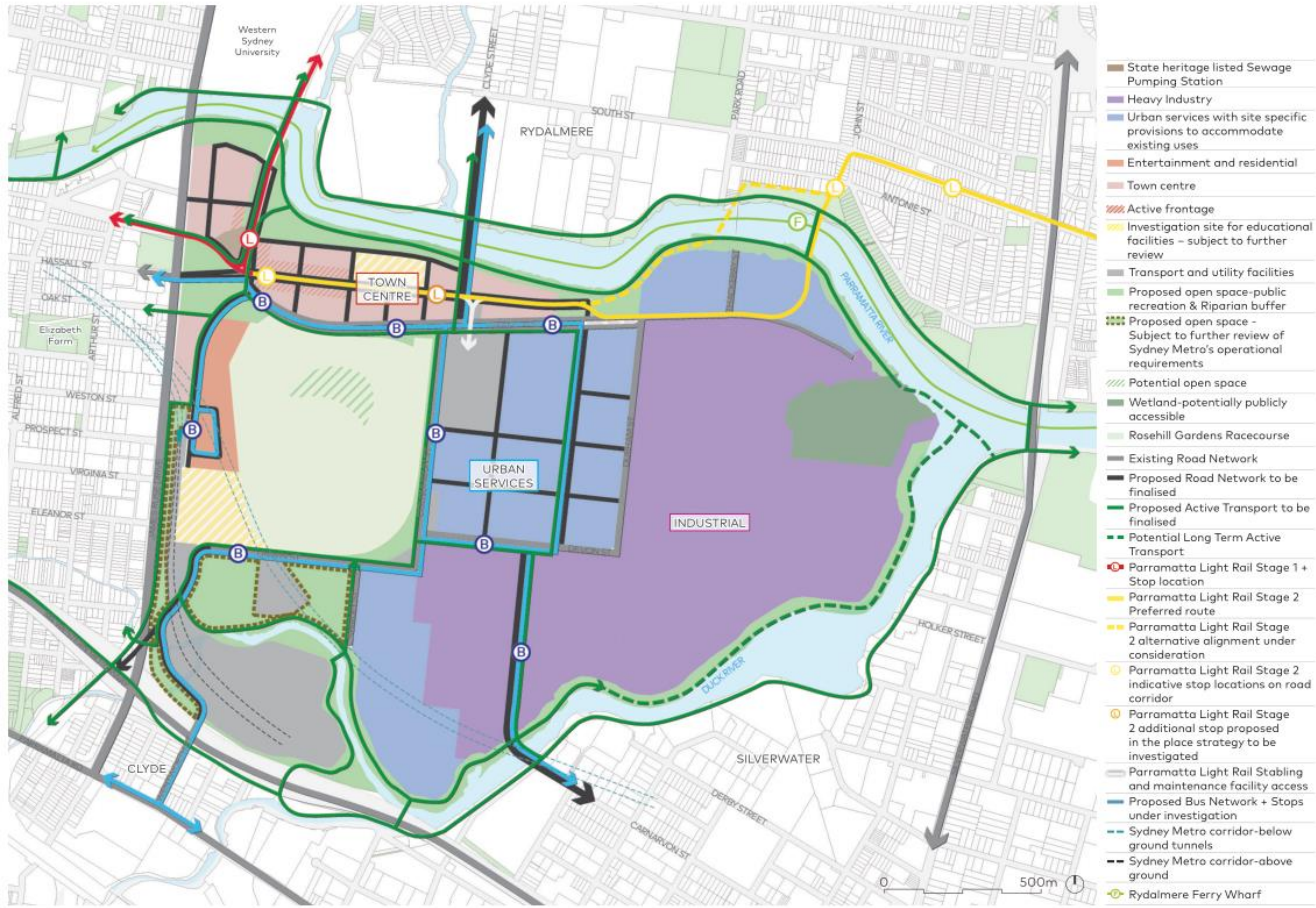 Western
Sydney
University
CLYDE STREET
SOUTH ST
PARK ROAD
JOHN ST
RYDALMERE
ANTONIE ST
L
L
L
F
L
HASSALL ST
L
TOWN
CENTRE
L
OAK ST
B
B
B
PARRAMATTA RIVER
Elizabeth
Farm
ARTHUR ST
ALFRED ST
WESTON ST
PROSPECT ST
B
B
VIRGINIA ST
URBAN
SERVICES
ELEANOR ST
INDUSTRIAL
B
B
DEVON ST
HOLKER STREET
B
DUCK RIVER
SILVERWATER
CLYDE
DERBY STREET
CARNARVON ST
0
500m
State heritage listed Sewage
Pumping Station
Heavy Industry
Urban services with site specific
provisions to accommodate
existing uses
Entertainment and residential
Town centre
Active frontage
Investigation site for educational
facilities – subject to further
review
Transport and utility facilities
Proposed open space-public
recreation & Riparian buffer
Proposed open space -
Subject to further review of
Sydney Metro's operational
requirements
Potential open space
Wetland-potentially publicly
accessible
Rosehill Gardens Racecourse
Existing Road Network
Proposed Road Network to be
finalised
Proposed Active Transport to be
finalised
Potential Long Term Active
Transport
L Parramatta Light Rail Stage 1 +
Stop location
Parramatta Light Rail Stage 2
Preferred route
Parramatta Light Rail Stage
2 alternative alignment under
consideration
L Parramatta Light Rail Stage 2
indicative stop locations on road
corridor
L Parramatta Light Rail Stage
2 additional stop proposed
in the place strategy to be
investigated
Parramatta Light Rail Stabling
and maintenance facility access
Proposed Bus Network + Stops
under investigation
Sydney Metro corridor-below
ground tunnels
Sydney Metro corridor-above
ground
F Rydalmere Ferry Wharf